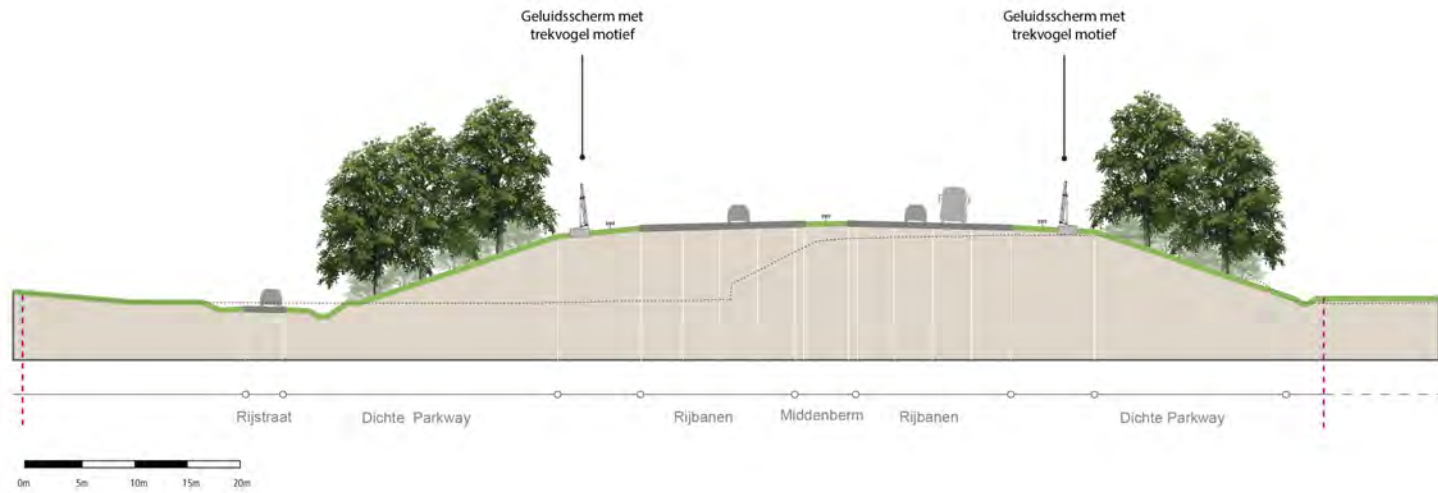 Geluidsscherm met
trekvogel motief
Geluidsscherm met
trekvogel motief
Rijstraat
Dichte Parkway
Rijbanen
Middenberm
Rijbanen
Dichte Parkway
0m 5m 10m 15m 20m